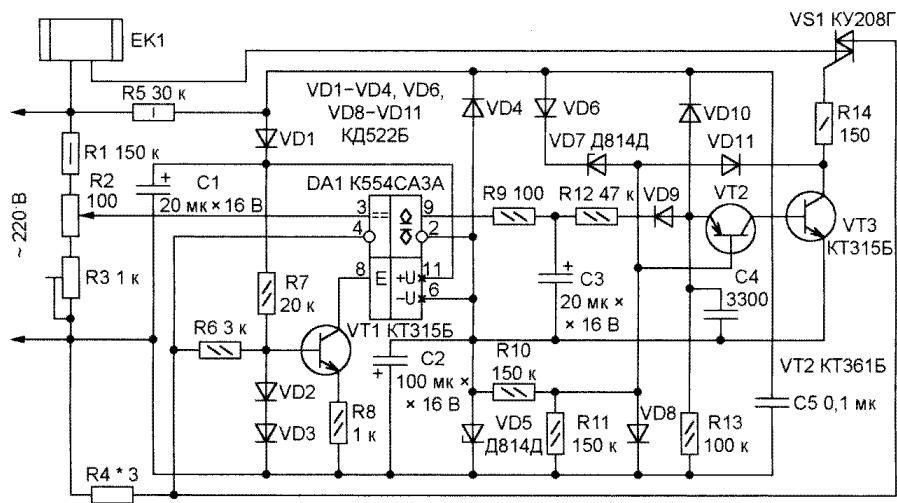 VS1 КУ208Г
EK1
R5 30 к
VD1–VD4, VD6,
VD8–VD11
КД522Б
VD1
VD4
VD6
VD10
R14
150
R1 150 к
VD7 Д814Д
VD11
R2
100
C1
20 мк × 16 В
DA1 К554СА3А
R9 100
R12 47 к
VD9
VT2
3
==
9
4
2
~ 220 В
VT3
КТ315Б
R3 1 к
R7
20 к
8
E
+U
11
–U
6
C3
20 мк ×
× 16 В
C4
3300
R6 3 к
VT1 КТ315Б
C2
100 мк ×
× 16 В
R10
150 к
VT2 КТ361Б
VD2
VD3
R8
1 к
VD5
Д814Д
R11
150 к
VD8
R13
100 к
C5 0,1 мк
R4 * 3